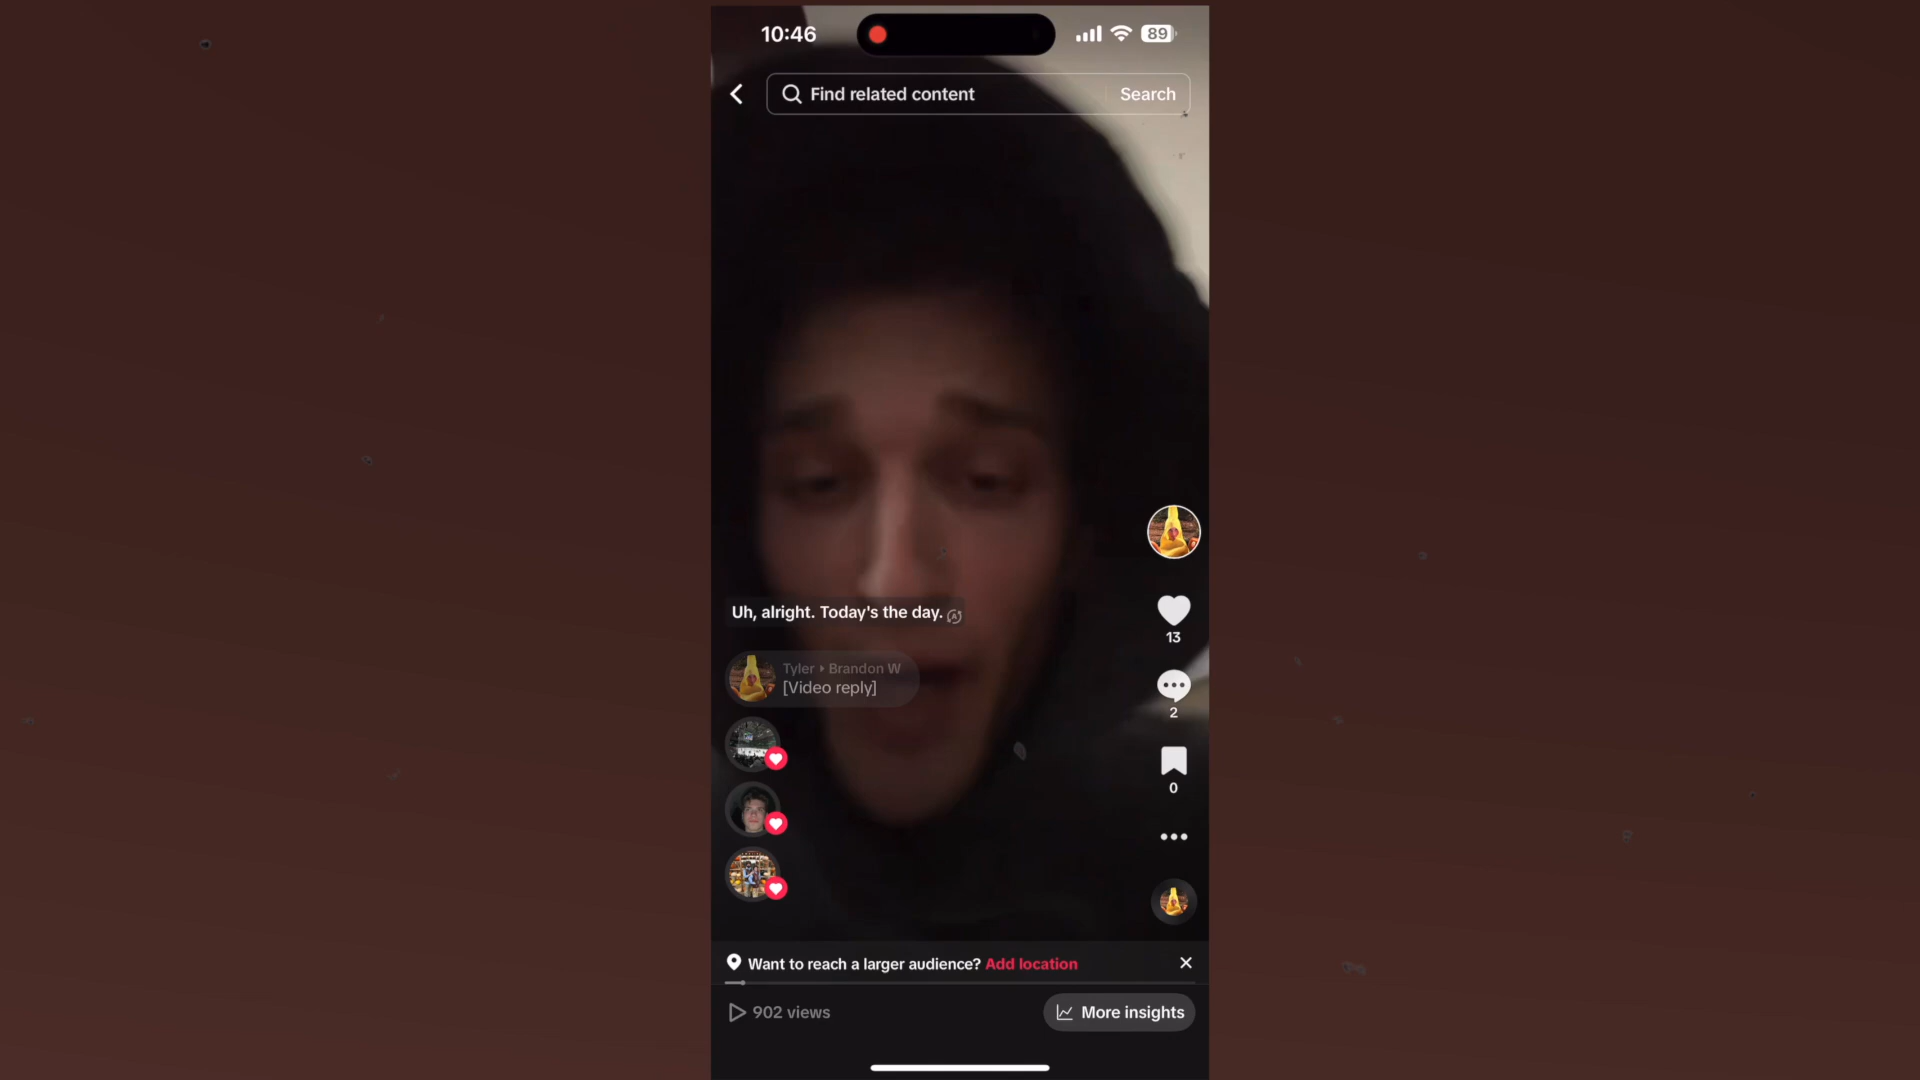 10:46
89
Find related content
Search
Uh, alright. Today's the day.
Tyler ▸ Brandon W
[Video reply]
13
2
0
Want to reach a larger audience? Add location
902 views
More insights